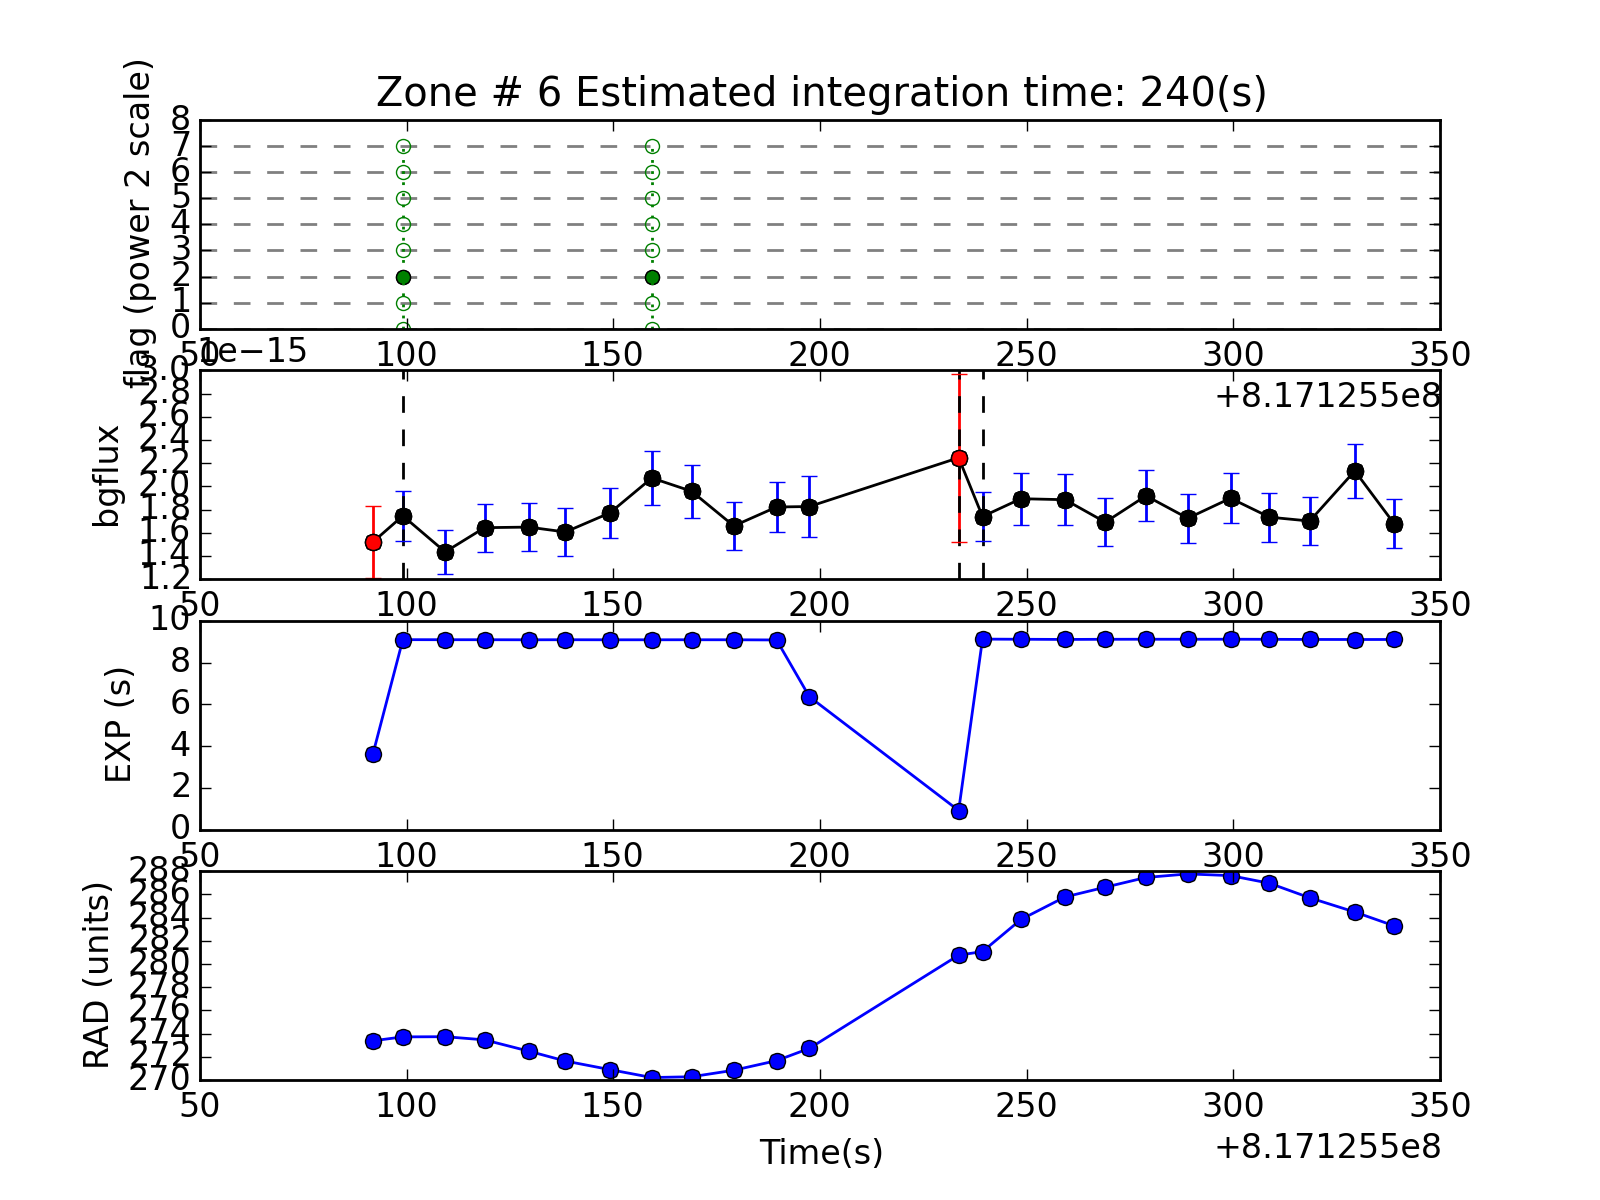 Zone # 6 Estimated integration time: 240(s)
flag (power 2 scale)
8
7
6
5
4
3
2
1
0
50 100 150 200 250 300 350
1e−15
+8.171255e8
bgflux
3.0
2.8
2.6
2.4
2.2
2.0
1.8
1.6
1.4
1.2
50 100 150 200 250 300 350
EXP (s)
10
8
6
4
2
0
50 100 150 200 250 300 350
RAD (units)
288
286
284
282
280
278
276
274
272
270
50 100 150 200 250 300 350
Time(s)
+8.171255e8